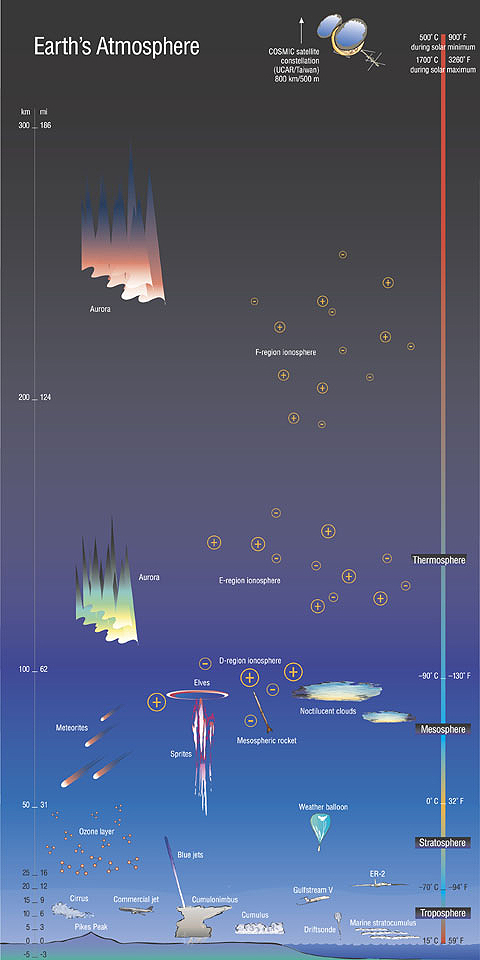 Earth's Atmosphere
COSMIC satellite
constellation
(UCAR/Taiwan)
800 km/500 m
500° C 900° F
during solar minimum
1700° C 3260° F
during solar maximum
km mi
300 186
Aurora
F-region ionosphere
200 124
Thermosphere
Aurora
E-region ionosphere
D-region ionosphere
100 62
–90° C –130° F
Elves
Noctilucent clouds
Meteorites
Mesosphere
Mesospheric rocket
Sprites
50 31
0° C 32° F
Weather balloon
Ozone layer
Stratosphere
Blue jets
25 16
ER-2
20 12
–70° C –94° F
Gulfstream V
15 9
Cirrus
Commercial jet
Cumulonimbus
10 6
Troposphere
Cumulus
Marine stratocumulus
5 3
Pikes Peak
Driftsonde
0 0
15° C 59° F
-5 -3